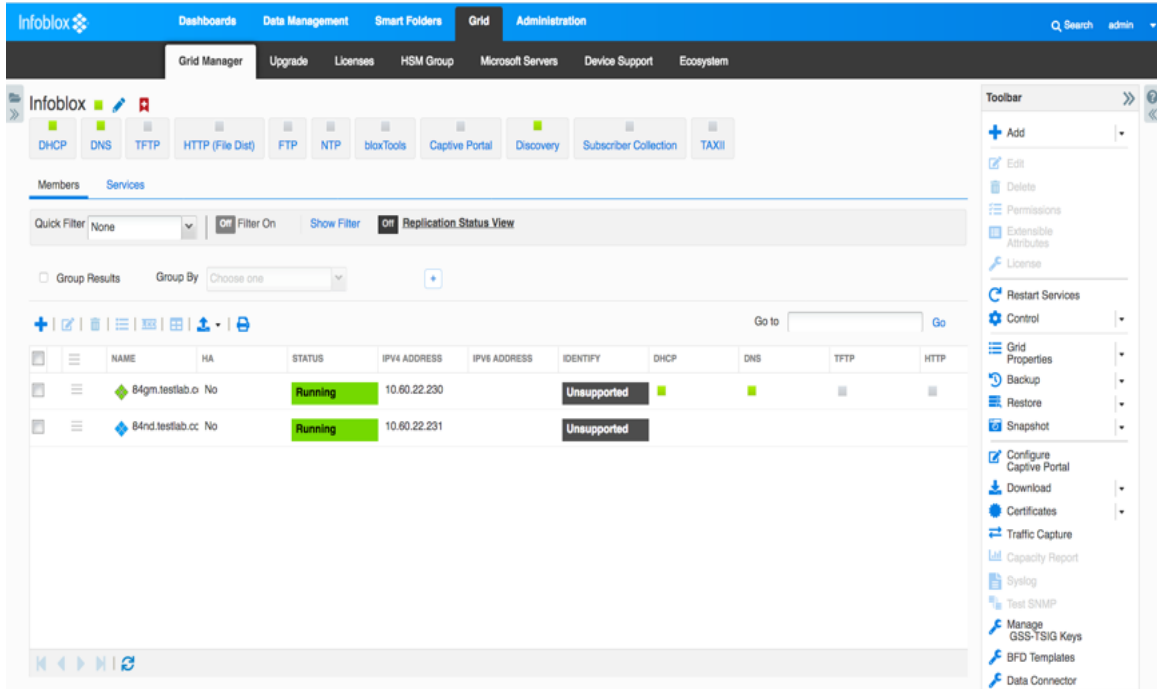 Infoblox
Dashboards Data Management Smart Folders Grid Administration
Search admin
Grid Manager Upgrade Licenses HSM Group Microsoft Servers Device Support Ecosystem
Infoblox
DHCP DNS TFTP HTTP (File Dist) FTP NTP bloxTools Captive Portal Discovery Subscriber Collection TAXII
Members Services
Quick Filter None Off Filter On Show Filter Off Replication Status View
Group Results Group By Choose one +
Go to Go
NAME HA STATUS IPV4 ADDRESS IPV6 ADDRESS IDENTIFY DHCP DNS TFTP HTTP
84gm.testlab.c No Running 10.60.22.230 Unsupported
84nd.testlab.cc No Running 10.60.22.231 Unsupported
Toolbar
Add
Edit
Delete
Permissions
Extensible
Attributes
License
Restart Services
Control
Grid
Properties
Backup
Restore
Snapshot
Configure
Captive Portal
Download
Certificates
Traffic Capture
Capacity Report
Syslog
Test SNMP
Manage
GSS-TSIG Keys
BFD Templates
Data Connector